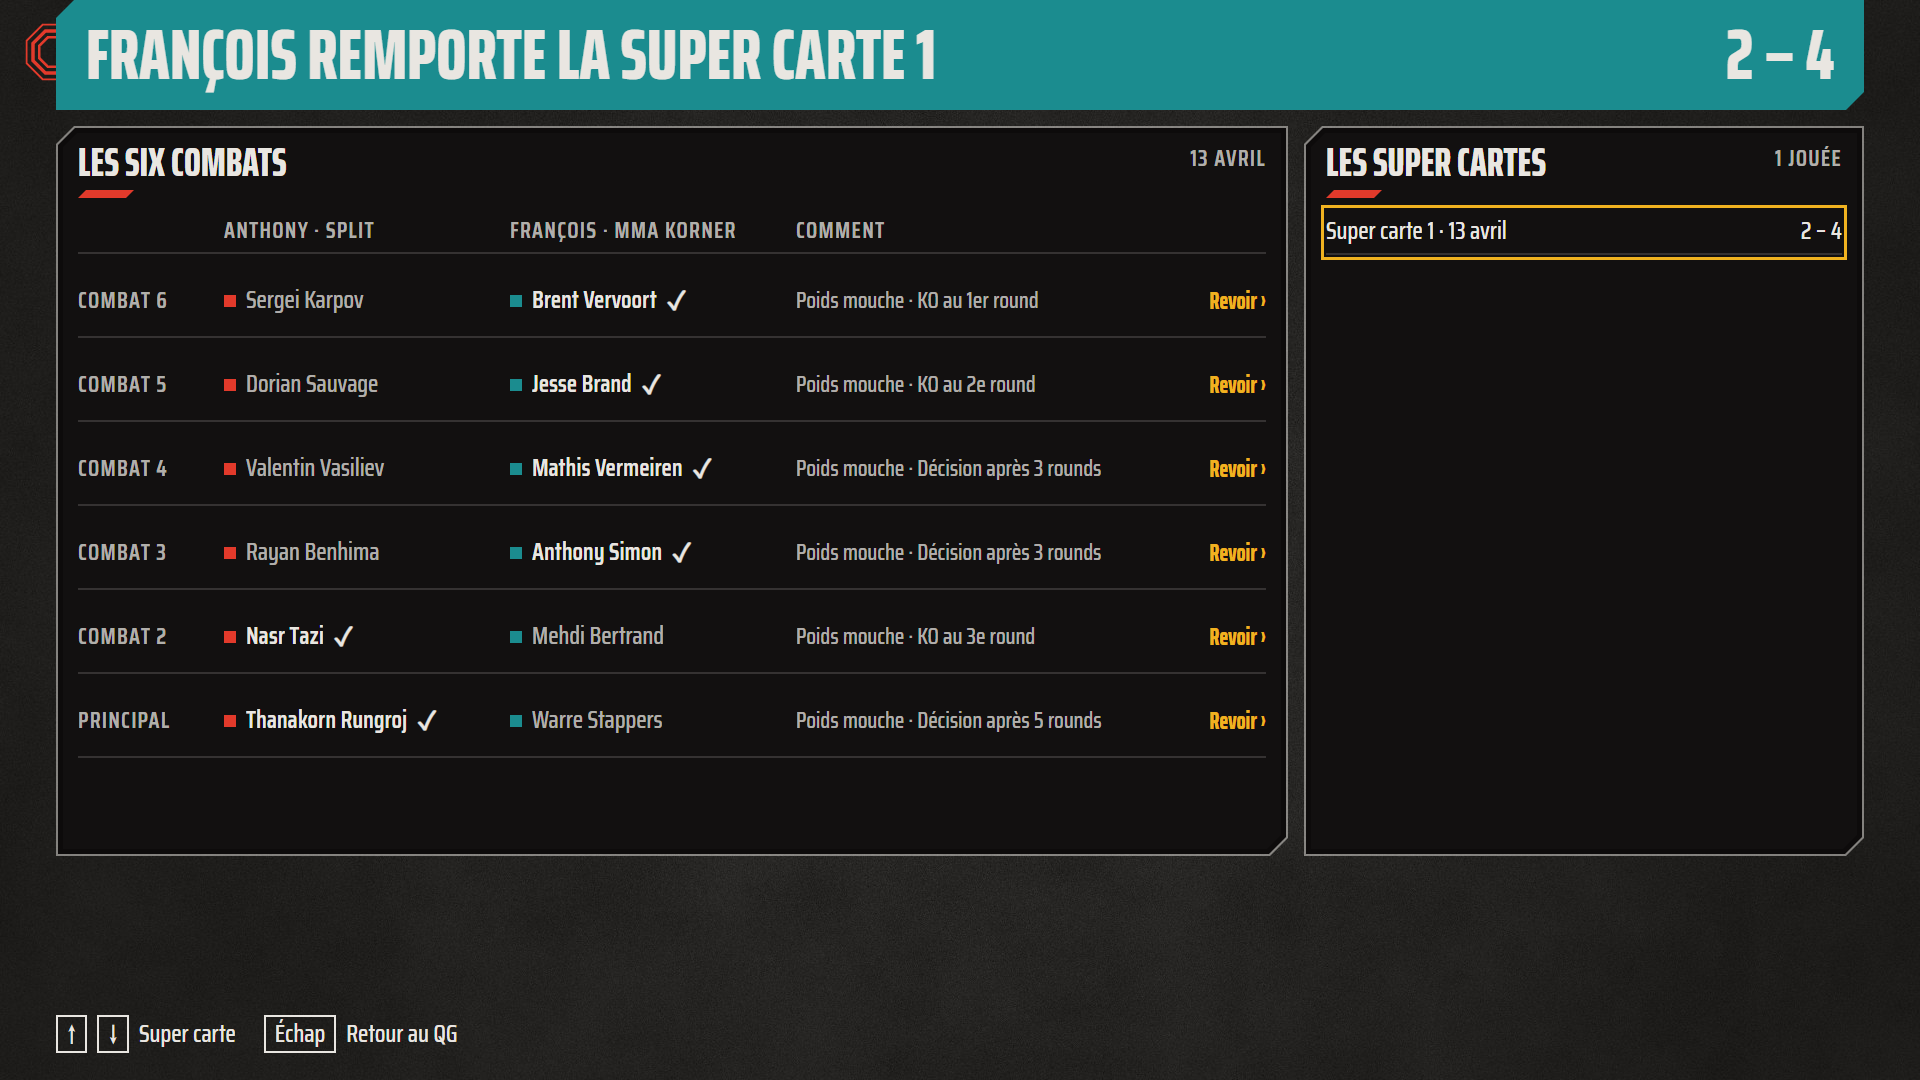 FRANÇOIS REMPORTE LA SUPER CARTE 1 2 – 4
LES SIX COMBATS 13 AVRIL
ANTHONY · SPLIT FRANÇOIS · MMA KORNER COMMENT
COMBAT 6 Sergei Karpov Brent Vervoort ✓ Poids mouche · KO au 1er round Revoir ›
COMBAT 5 Dorian Sauvage Jesse Brand ✓ Poids mouche · KO au 2e round Revoir ›
COMBAT 4 Valentin Vasiliev Mathis Vermeiren ✓ Poids mouche · Décision après 3 rounds Revoir ›
COMBAT 3 Rayan Benhima Anthony Simon ✓ Poids mouche · Décision après 3 rounds Revoir ›
COMBAT 2 Nasr Tazi ✓ Mehdi Bertrand Poids mouche · KO au 3e round Revoir ›
PRINCIPAL Thanakorn Rungroj ✓ Warre Stappers Poids mouche · Décision après 5 rounds Revoir ›
LES SUPER CARTES 1 JOUÉE
Super carte 1 · 13 avril 2 – 4
↑ ↓ Super carte Échap Retour au QG